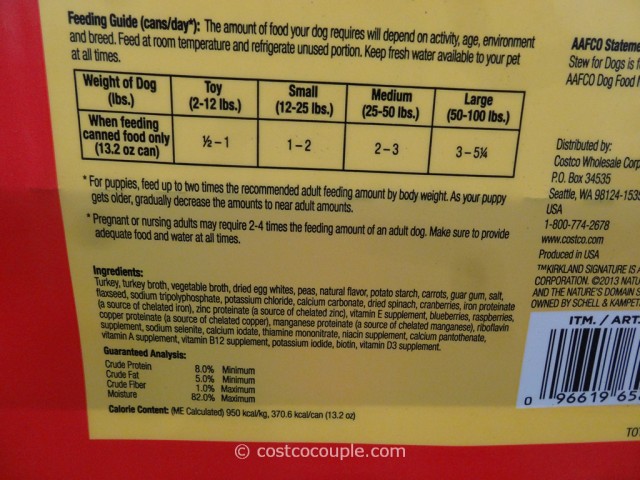 Feeding Guide (cans/day*): The amount of food your dog requires will depend on activity, age, environment
and breed. Feed at room temperature and refrigerate unused portion. Keep fresh water available to your pet
at all times.
Weight of Dog (lbs.) Toy (2-12 lbs.) Small (12-25 lbs.) Medium (25-50 lbs.) Large (50-100 lbs.)
When feeding canned food only (13.2 oz can) ½ – 1 1 – 2 2 – 3 3 – 5¼
* For puppies, feed up to two times the recommended adult feeding amount by body weight. As your puppy
gets older, gradually decrease the amounts to near adult amounts.
* Pregnant or nursing adults may require 2-4 times the feeding amount of an adult dog. Make sure to provide
adequate food and water at all times.
Ingredients:
Turkey, turkey broth, vegetable broth, dried egg whites, peas, natural flavor, potato starch, carrots, guar gum, salt,
flaxseed, sodium tripolyphosphate, potassium chloride, calcium carbonate, dried spinach, cranberries, iron proteinate
(a source of chelated iron), zinc proteinate (a source of chelated zinc), vitamin E supplement, blueberries, raspberries,
copper proteinate (a source of chelated copper), manganese proteinate (a source of chelated manganese), riboflavin
supplement, sodium selenite, calcium iodate, thiamine mononitrate, niacin supplement, calcium pantothenate,
vitamin A supplement, vitamin B12 supplement, potassium iodide, biotin, vitamin D3 supplement.
Guaranteed Analysis:
Crude Protein 8.0% Minimum
Crude Fat 5.0% Minimum
Crude Fiber 1.0% Maximum
Moisture 82.0% Maximum
Calorie Content: (ME Calculated) 950 kcal/kg, 370.6 kcal/can (13.2 oz)
AAFCO Stateme
Stew for Dogs is f
AAFCO Dog Food
Distributed by:
Costco Wholesale Corp
P.O. Box 34535
Seattle, WA 98124-1535
USA
1-800-774-2678
www.costco.com
Produced in USA
™KIRKLAND SIGNATURE IS A
CORPORATION. ©2013 NATU
AND THE NATURE'S DOMAIN S
OWNED BY SCHELL & KAMPET
ITM. / ART.
0 96619 65
TOT
© costcocouple.com